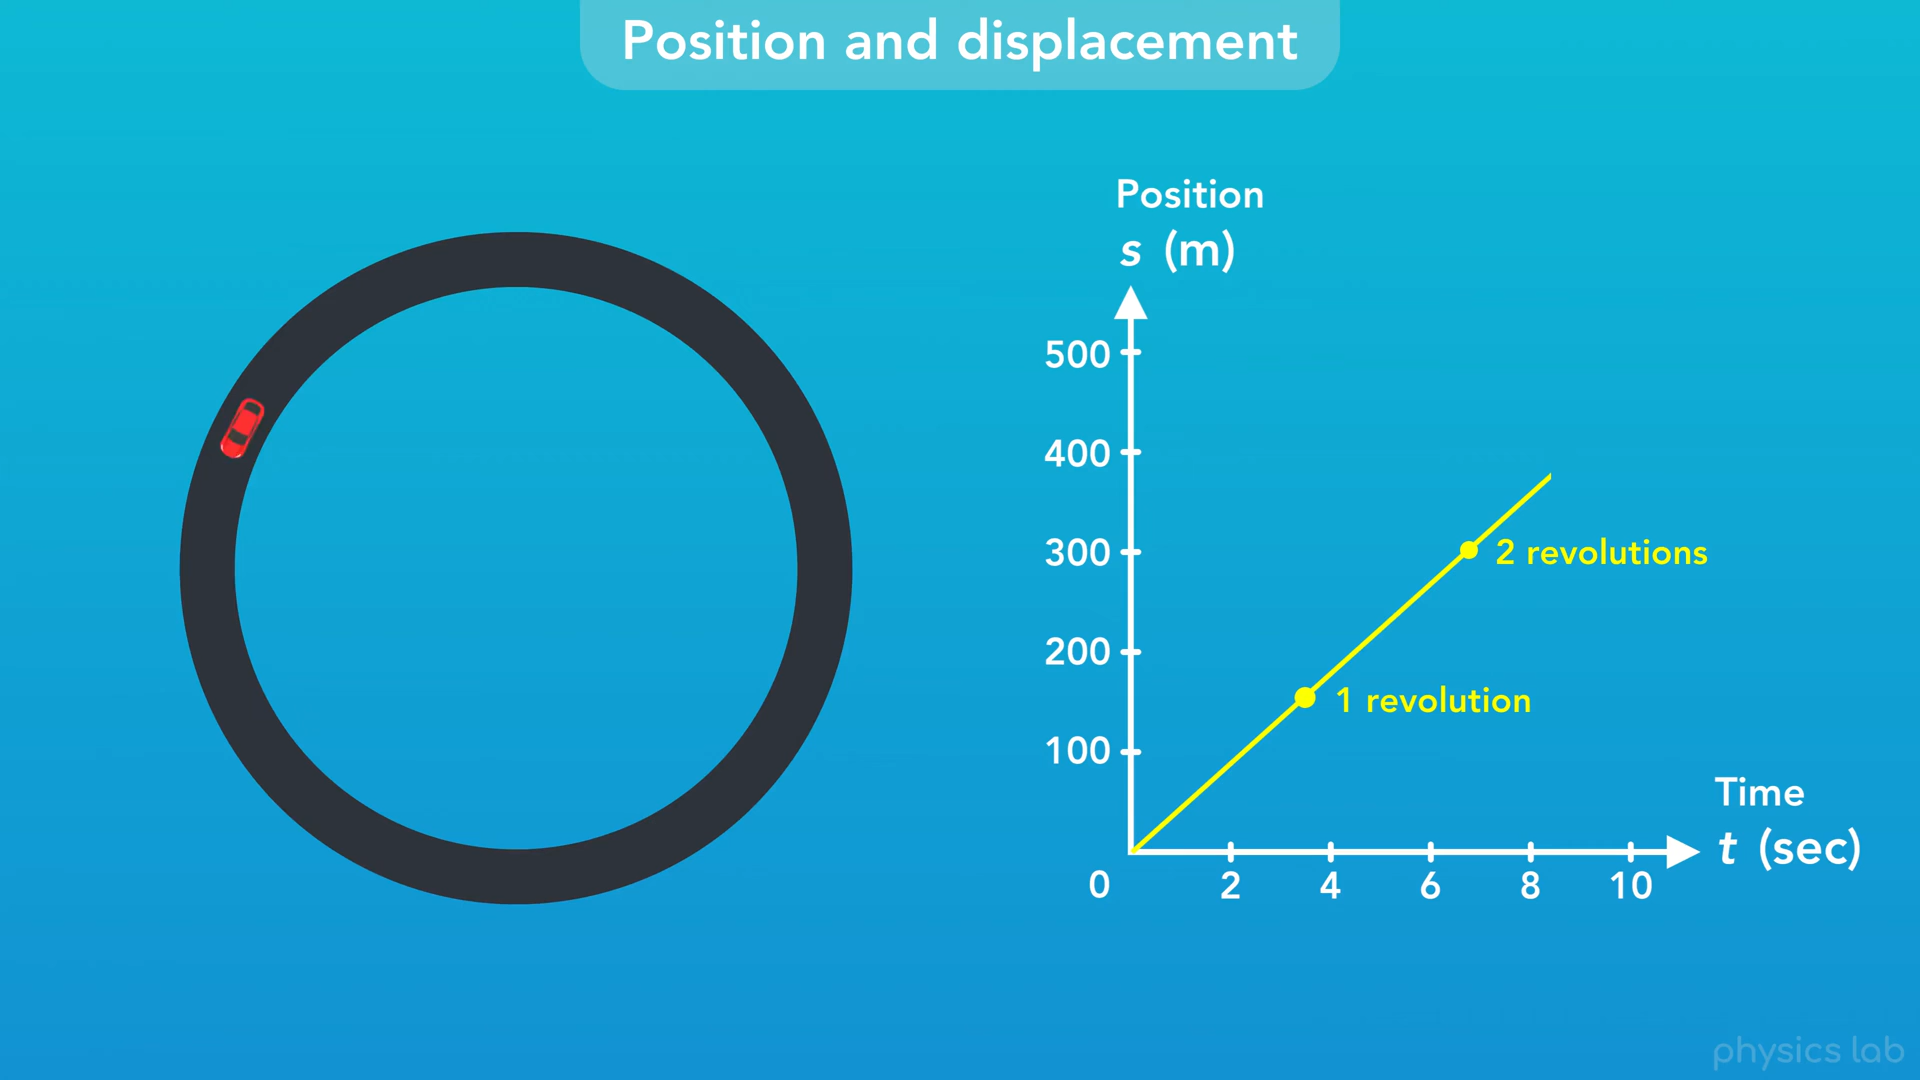 Position and displacement
Position
s (m)
500
400
300
2 revolutions
200
1 revolution
100
Time
t (sec)
0 2 4 6 8 10
physics lab